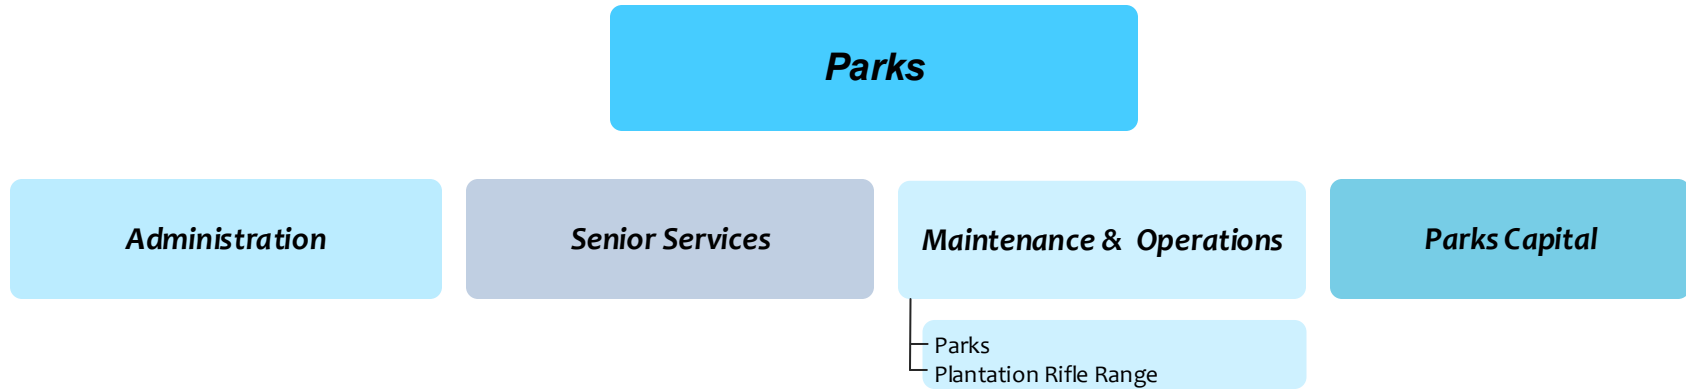 Parks
Administration
Senior Services
Maintenance & Operations
Parks Capital
Parks
Plantation Rifle Range